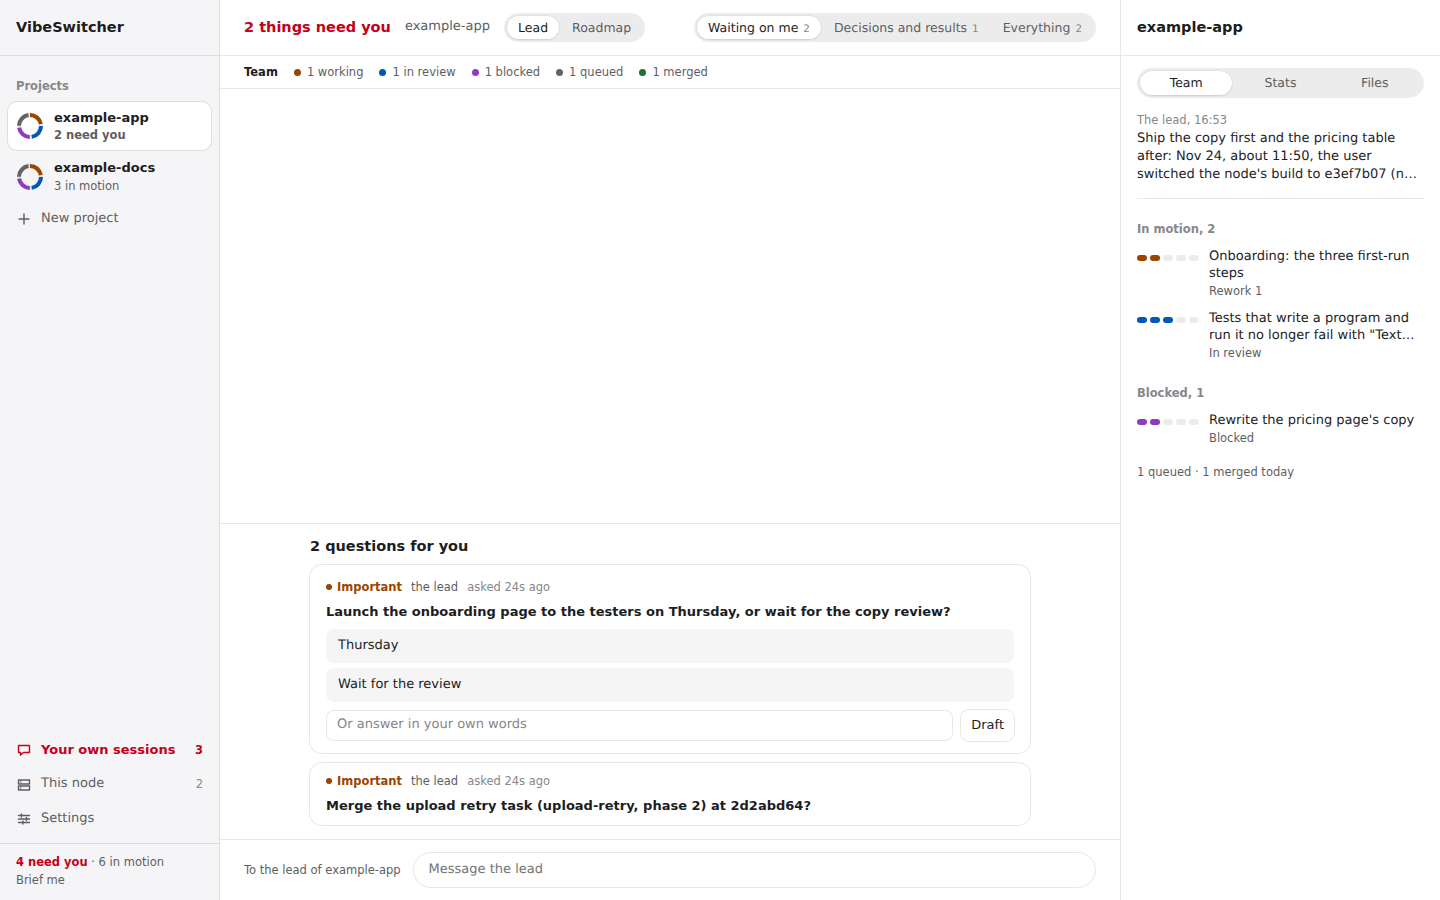 VibeSwitcher
Projects
example-app
2 need you
example-docs
3 in motion
New project
Your own sessions 3
This node 2
Settings
4 need you · 6 in motion
Brief me
2 things need you example-app Lead Roadmap Waiting on me 2 Decisions and results 1 Everything 2
Team 1 working 1 in review 1 blocked 1 queued 1 merged
2 questions for you
Important the lead asked 24s ago
Launch the onboarding page to the testers on Thursday, or wait for the copy review?
Thursday
Wait for the review
Or answer in your own words Draft
Important the lead asked 24s ago
Merge the upload retry task (upload-retry, phase 2) at 2d2abd64?
To the lead of example-app Message the lead
example-app
Team Stats Files
The lead, 16:53
Ship the copy first and the pricing table
after: Nov 24, about 11:50, the user
switched the node's build to e3ef7b07 (n...
In motion, 2
Onboarding: the three first-run
steps
Rework 1
Tests that write a program and
run it no longer fail with "Text...
In review
Blocked, 1
Rewrite the pricing page's copy
Blocked
1 queued · 1 merged today